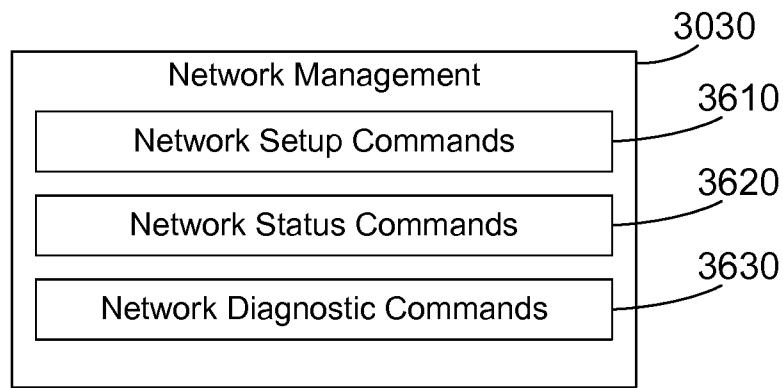 3030
Network Management
3610
Network Setup Commands
3620
Network Status Commands
3630
Network Diagnostic Commands